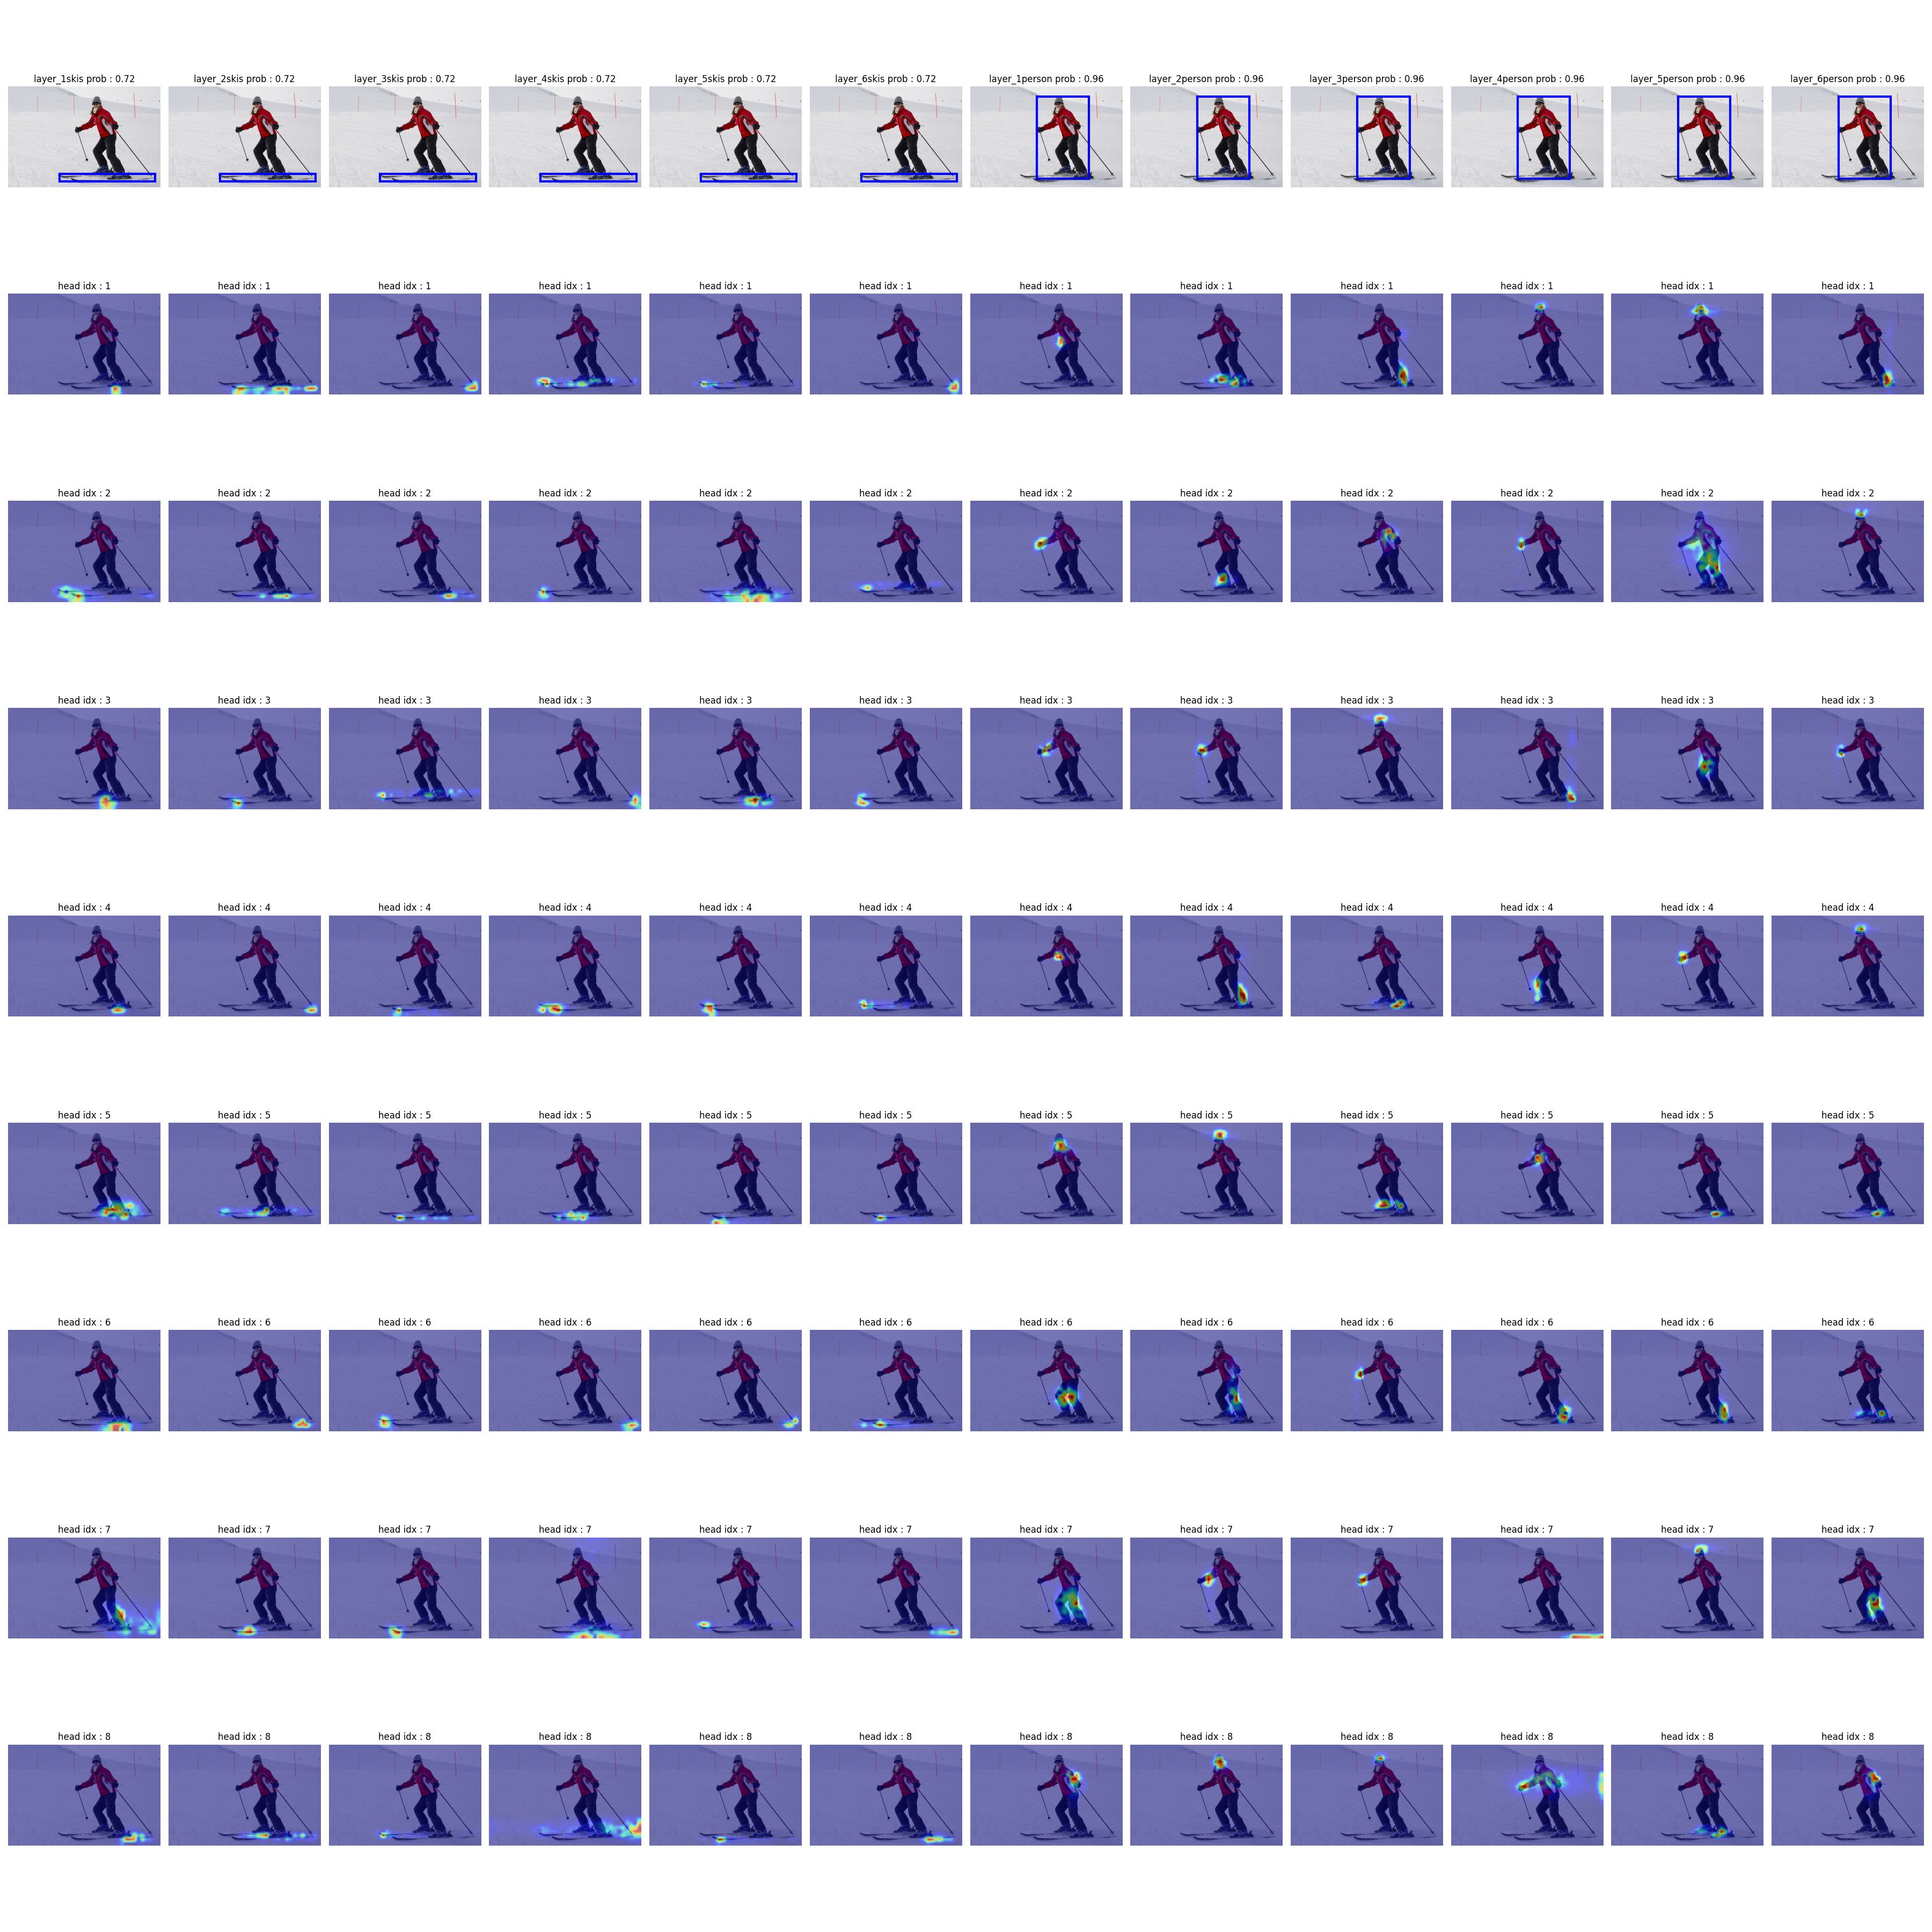 layer_1skis prob : 0.72 layer_2skis prob : 0.72 layer_3skis prob : 0.72 layer_4skis prob : 0.72 layer_5skis prob : 0.72 layer_6skis prob : 0.72 layer_1person prob : 0.96 layer_2person prob : 0.96 layer_3person prob : 0.96 layer_4person prob : 0.96 layer_5person prob : 0.96 layer_6person prob : 0.96
head idx : 1 head idx : 1 head idx : 1 head idx : 1 head idx : 1 head idx : 1 head idx : 1 head idx : 1 head idx : 1 head idx : 1 head idx : 1 head idx : 1
head idx : 2 head idx : 2 head idx : 2 head idx : 2 head idx : 2 head idx : 2 head idx : 2 head idx : 2 head idx : 2 head idx : 2 head idx : 2 head idx : 2
head idx : 3 head idx : 3 head idx : 3 head idx : 3 head idx : 3 head idx : 3 head idx : 3 head idx : 3 head idx : 3 head idx : 3 head idx : 3 head idx : 3
head idx : 4 head idx : 4 head idx : 4 head idx : 4 head idx : 4 head idx : 4 head idx : 4 head idx : 4 head idx : 4 head idx : 4 head idx : 4 head idx : 4
head idx : 5 head idx : 5 head idx : 5 head idx : 5 head idx : 5 head idx : 5 head idx : 5 head idx : 5 head idx : 5 head idx : 5 head idx : 5 head idx : 5
head idx : 6 head idx : 6 head idx : 6 head idx : 6 head idx : 6 head idx : 6 head idx : 6 head idx : 6 head idx : 6 head idx : 6 head idx : 6 head idx : 6
head idx : 7 head idx : 7 head idx : 7 head idx : 7 head idx : 7 head idx : 7 head idx : 7 head idx : 7 head idx : 7 head idx : 7 head idx : 7 head idx : 7
head idx : 8 head idx : 8 head idx : 8 head idx : 8 head idx : 8 head idx : 8 head idx : 8 head idx : 8 head idx : 8 head idx : 8 head idx : 8 head idx : 8